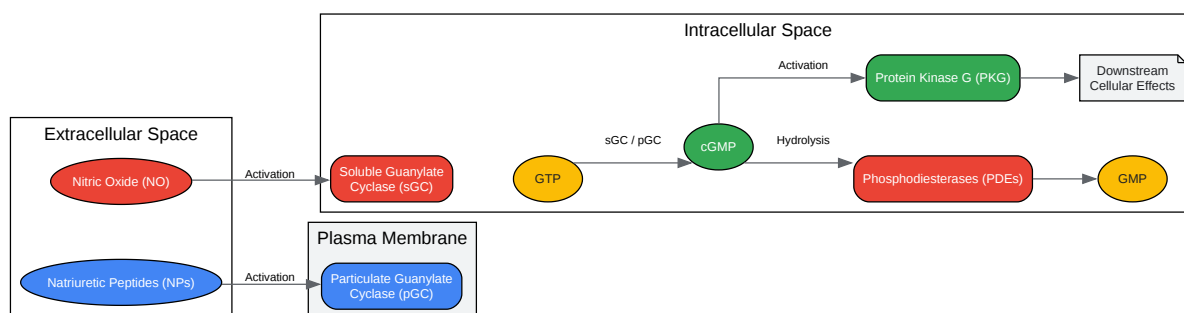 Intracellular Space
Activation
Protein Kinase G (PKG)
Downstream
Cellular Effects
Extracellular Space
sGC / pGC
cGMP
Hydrolysis
Nitric Oxide (NO)
Activation
Soluble Guanylate
Cyclase (sGC)
GTP
Phosphodiesterases (PDEs)
GMP
Plasma Membrane
Natriuretic Peptides (NPs)
Activation
Particulate Guanylate
Cyclase (pGC)